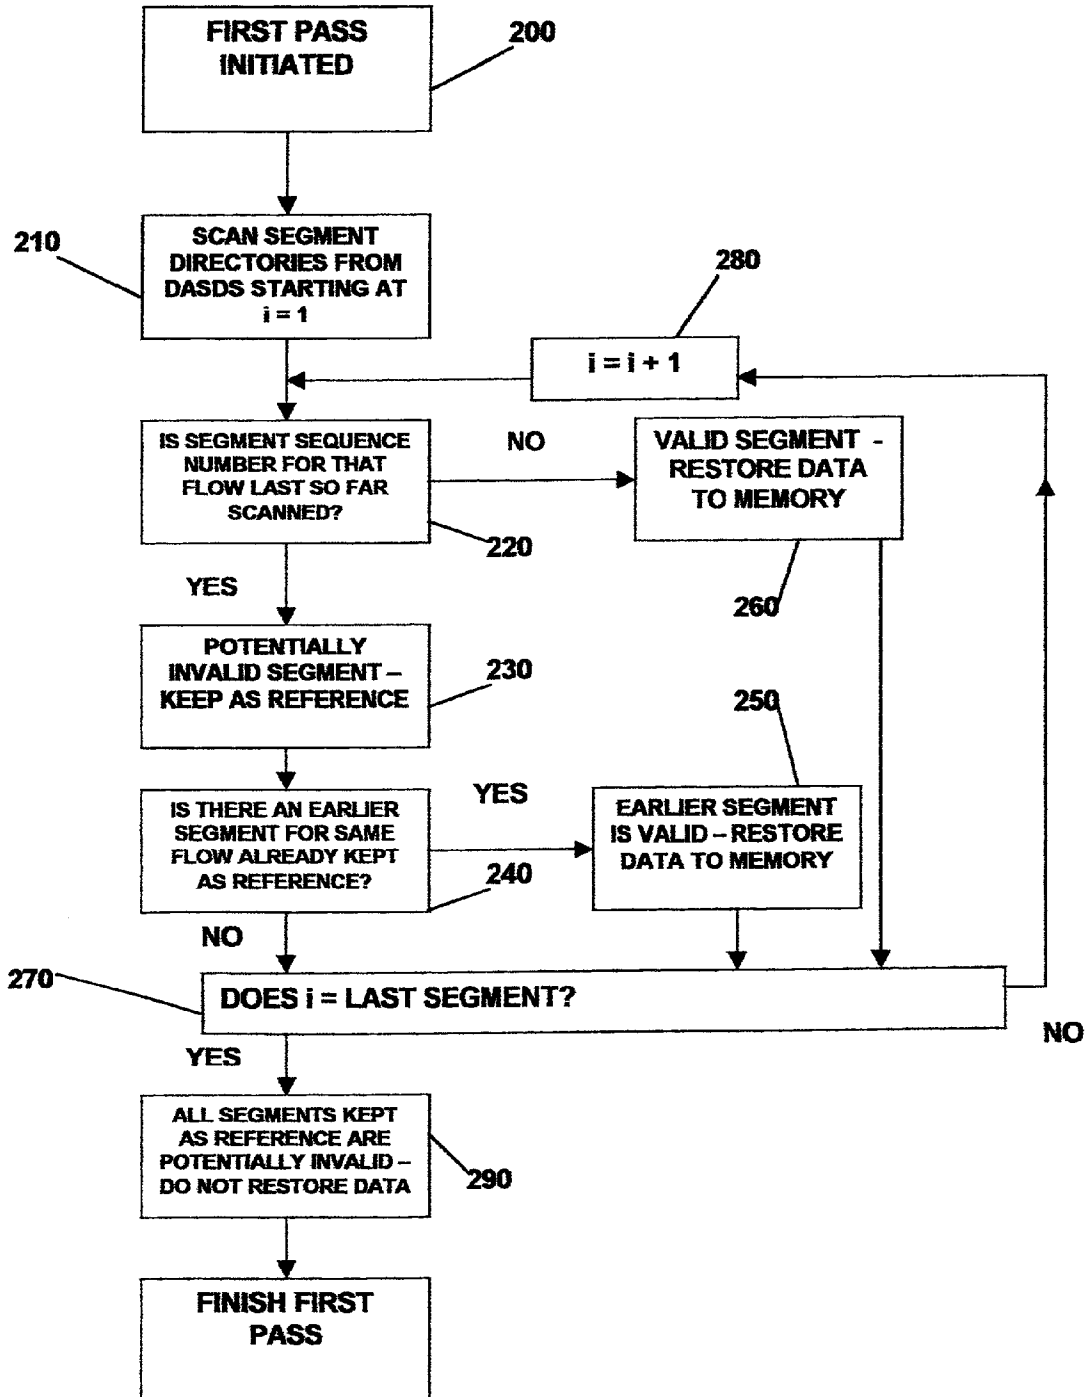 FIRST PASS
INITIATED
200
210
SCAN SEGMENT
DIRECTORIES FROM
DASDS STARTING AT
i = 1
280
i = i + 1
IS SEGMENT SEQUENCE
NUMBER FOR THAT
FLOW LAST SO FAR
SCANNED?
220
NO
VALID SEGMENT -
RESTORE DATA
TO MEMORY
260
YES
POTENTIALLY
INVALID SEGMENT –
KEEP AS REFERENCE
230
250
IS THERE AN EARLIER
SEGMENT FOR SAME
FLOW ALREADY KEPT
AS REFERENCE?
240
YES
EARLIER SEGMENT
IS VALID – RESTORE
DATA TO MEMORY
NO
270
DOES i = LAST SEGMENT?
NO
YES
ALL SEGMENTS KEPT
AS REFERENCE ARE
POTENTIALLY INVALID –
DO NOT RESTORE DATA
290
FINISH FIRST
PASS